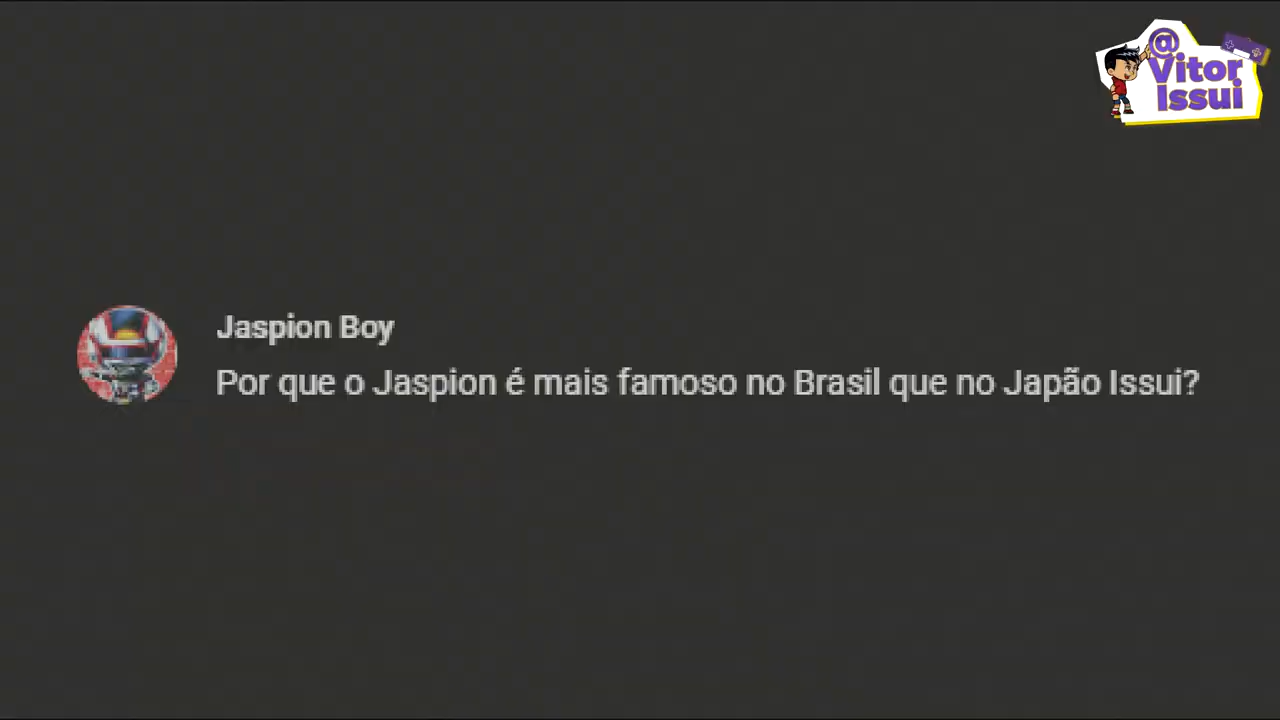 @
Vitor
Issui
Jaspion Boy
Por que o Jaspion é mais famoso no Brasil que no Japão Issui?